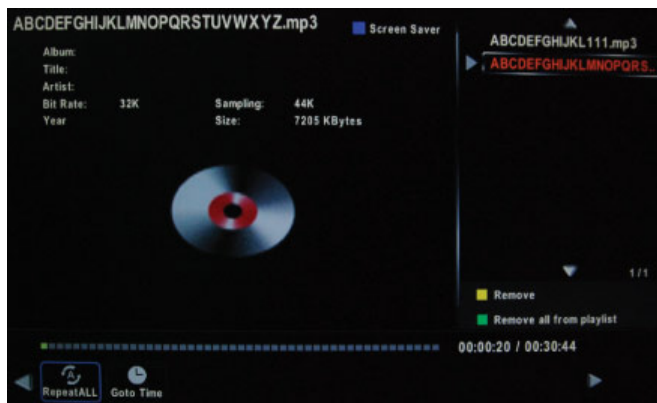 ABCDEFGHIJKLMNOPQRSTUVWXYZ.mp3
Screen Saver
Album:
Title:
Artist:
Bit Rate: 32K Sampling: 44K
Year Size: 7205 KBytes
ABCDEFGHIJKL111.mp3
ABCDEFGHIJKLMNOPQRS..
1/1
Remove
Remove all from playlist
00:00:20 / 00:30:44
A
RepeatALL
Goto Time